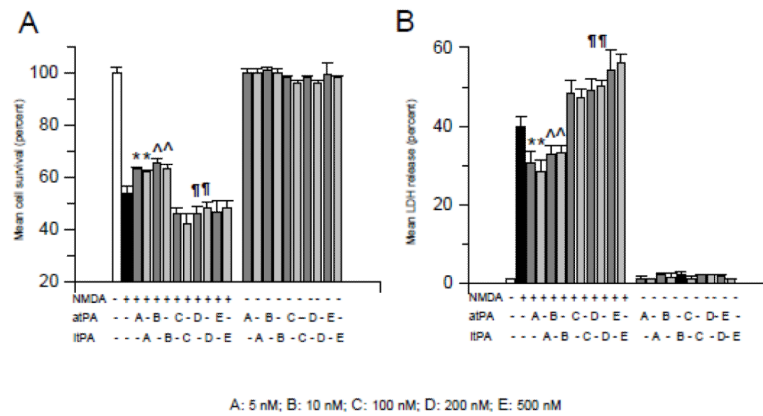 A
B
Mean cell survival (percent)
100
80
60
40
20
**
^^
¶¶
Mean LDH release (percent)
60
40
20
0
**
^^
¶¶
NMDA - + + + + + + + + + + + - - - - - - - - - -
atPA - - A - B - C - D - E - A - B - C - D - E -
ltPA - - - A - B - C - D - E - A - B - C - D - E
NMDA - + + + + + + + + + + + - - - - - - - - - -
atPA - - A - B - C - D - E - A - B - C - D - E -
ltPA - - - A - B - C - D - E - A - B - C - D - E
A: 5 nM; B: 10 nM; C: 100 nM; D: 200 nM; E: 500 nM